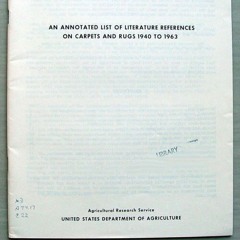 AN ANNOTATED LIST OF LITERATURE REFERENCES
ON CARPETS AND RUGS 1940 TO 1963
LIBRARY
Agricultural Research Service
UNITED STATES DEPARTMENT OF AGRICULTURE